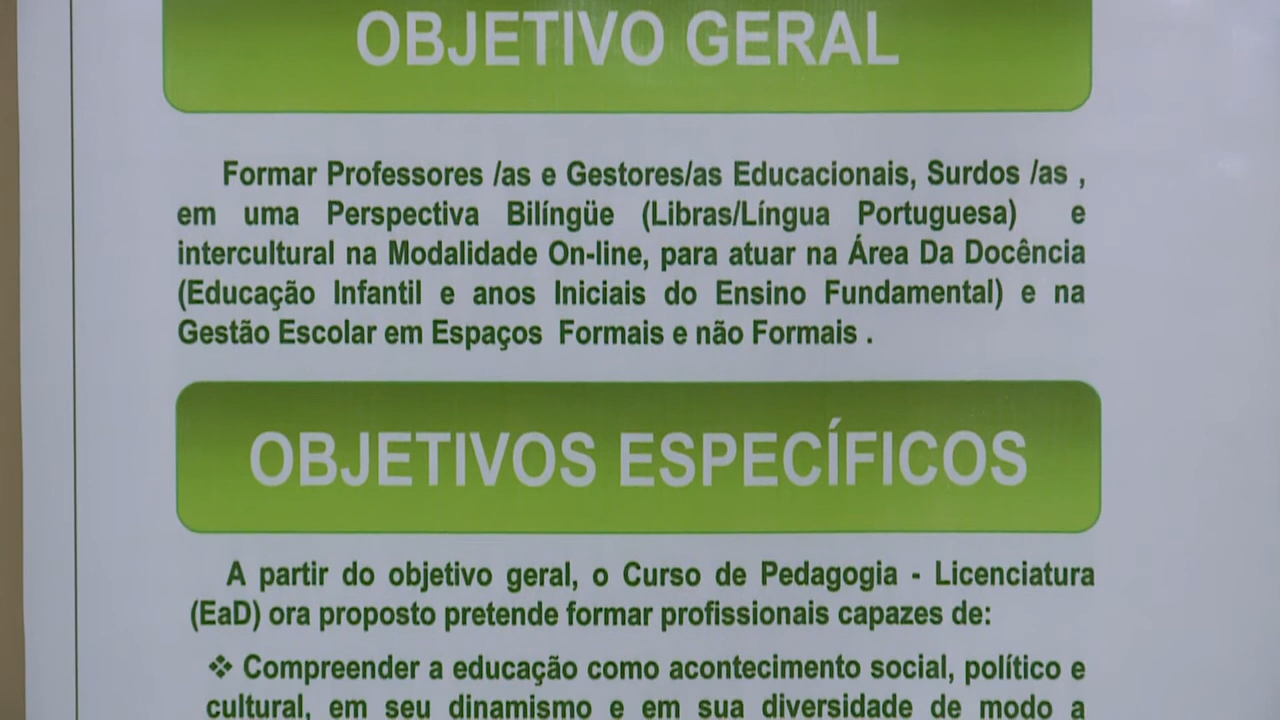 OBJETIVO GERAL
Formar Professores /as e Gestores/as Educacionais, Surdos /as ,
em uma Perspectiva Bilíngüe (Libras/Língua Portuguesa) e
intercultural na Modalidade On-line, para atuar na Área Da Docência
(Educação Infantil e anos Iniciais do Ensino Fundamental) e na
Gestão Escolar em Espaços Formais e não Formais .
OBJETIVOS ESPECÍFICOS
A partir do objetivo geral, o Curso de Pedagogia - Licenciatura
(EaD) ora proposto pretende formar profissionais capazes de:
❖ Compreender a educação como acontecimento social, político e
cultural, em seu dinamismo e em sua diversidade de modo a